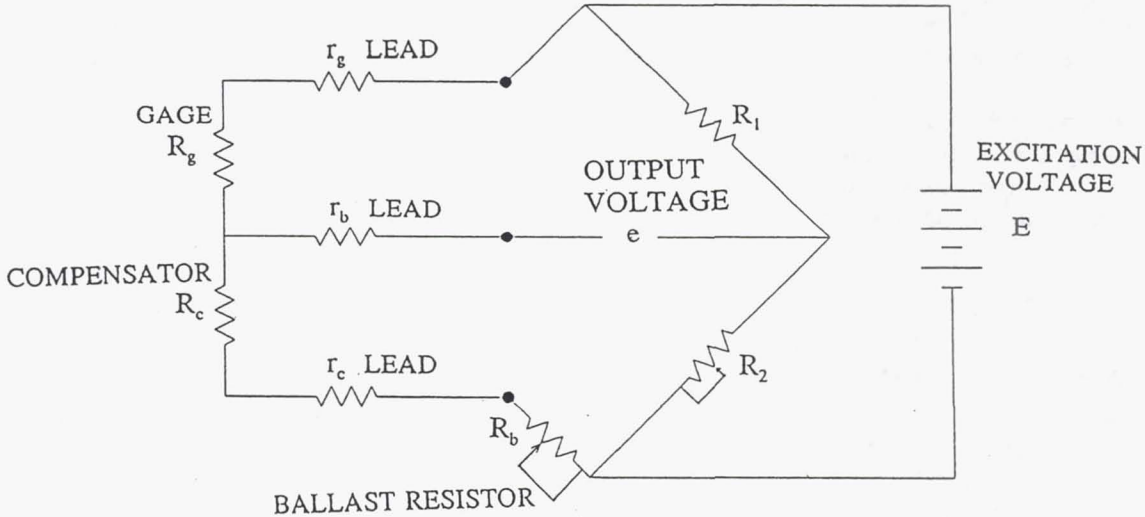 r_g LEAD
GAGE
R_g
R_1
EXCITATION
VOLTAGE
E
OUTPUT
VOLTAGE
e
r_b LEAD
COMPENSATOR
R_c
r_c LEAD
R_2
R_b
BALLAST RESISTOR